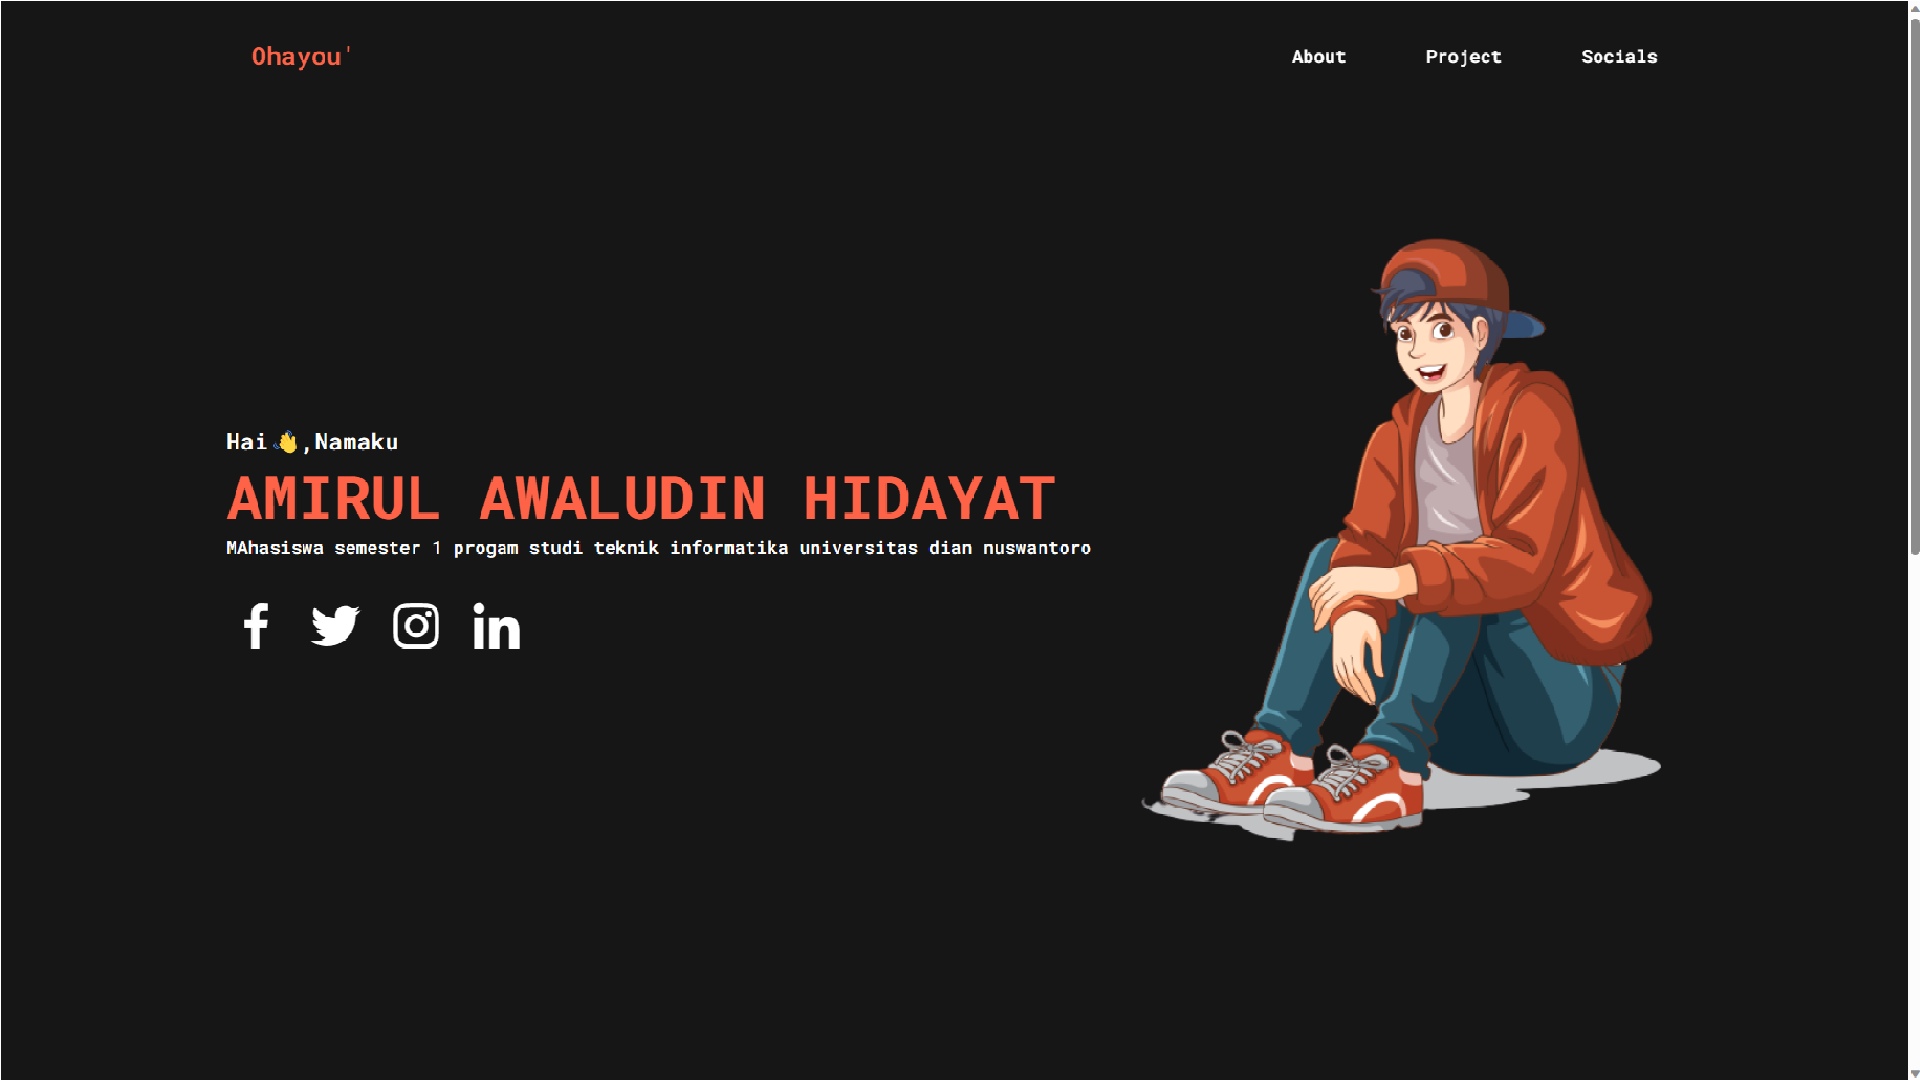 Ohayou'
About
Project
Socials
Hai👋,Namaku
AMIRUL AWALUDIN HIDAYAT
MAhasiswa semester 1 progam studi teknik informatika universitas dian nuswantoro